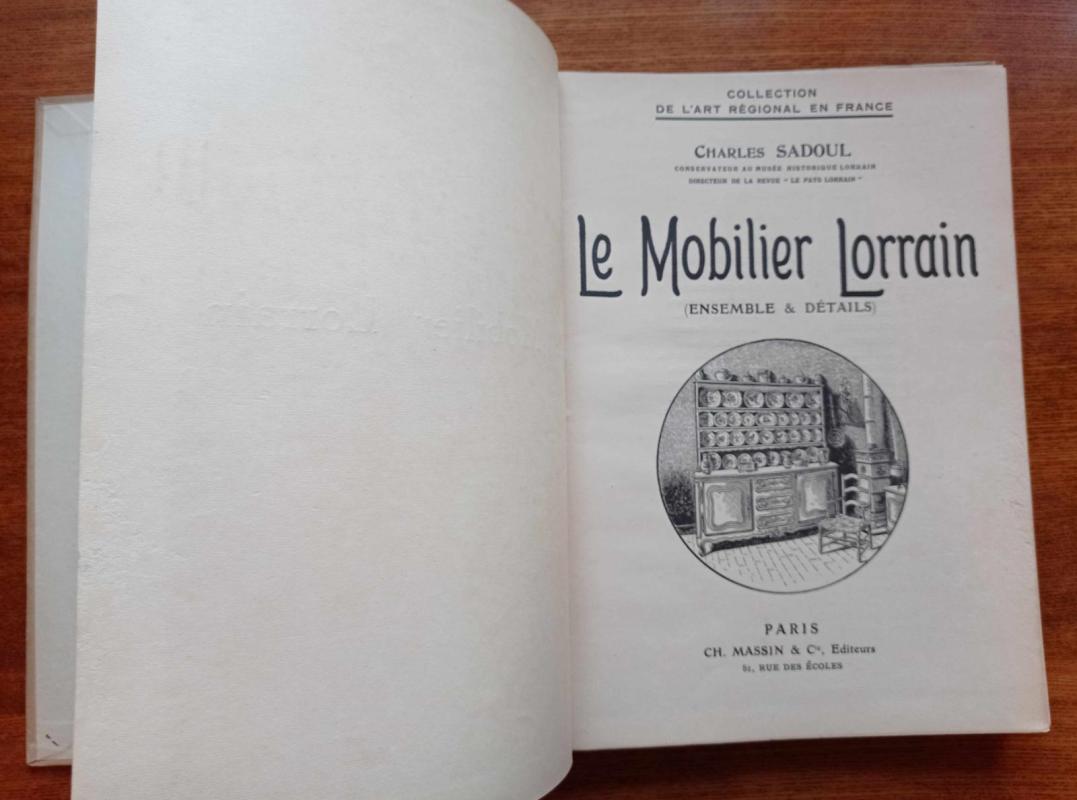 COLLECTION
DE L'ART RÉGIONAL EN FRANCE
CHARLES SADOUL
CONSERVATEUR AU MUSÉE HISTORIQUE LORRAIN
DIRECTEUR DE LA REVUE "LE PAYS LORRAIN"
Le Mobilier Lorrain
(ENSEMBLE & DÉTAILS)
PARIS
CH. MASSIN & Cie, Editeurs
51, RUE DES ÉCOLES